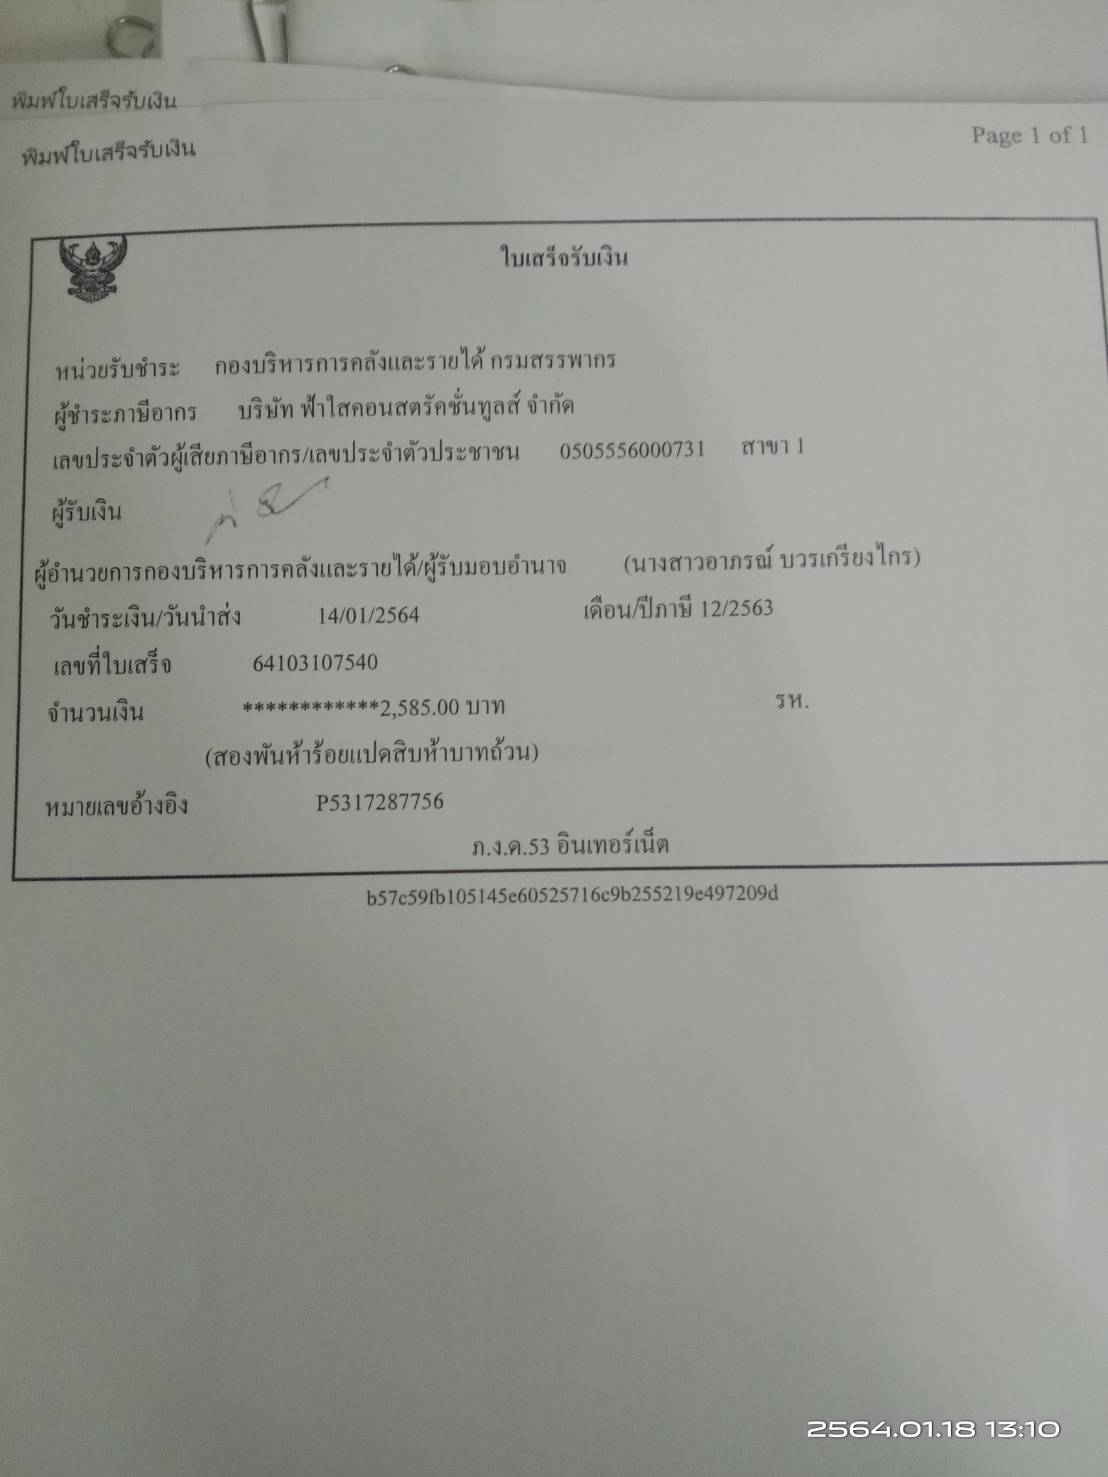 พิมพ์ใบเสร็จรับเงิน
พิมพ์ใบเสร็จรับเงิน
Page 1 of 1
ใบเสร็จรับเงิน
หน่วยรับชำระ กองบริหารการคลังและรายได้ กรมสรรพากร
ผู้ชำระภาษีอากร บริษัท ฟ้าใสคอนสตรัคชั่นทูลส์ จำกัด
เลขประจำตัวผู้เสียภาษีอากร/เลขประจำตัวประชาชน 0505556000731 สาขา 1
ผู้รับเงิน
ผู้อำนวยการกองบริหารการคลังและรายได้/ผู้รับมอบอำนาจ (นางสาวอาภรณ์ บวรเกรียงไกร)
วันชำระเงิน/วันนำส่ง 14/01/2564 เดือน/ปีภาษี 12/2563
เลขที่ใบเสร็จ 64103107540
จำนวนเงิน ************2,585.00 บาท รห.
(สองพันห้าร้อยแปดสิบห้าบาทถ้วน)
หมายเลขอ้างอิง P5317287756
ภ.ง.ด.53 อินเทอร์เน็ต
b57c59fb105145e60525716c9b255219e497209d
2564.01.18 13:10